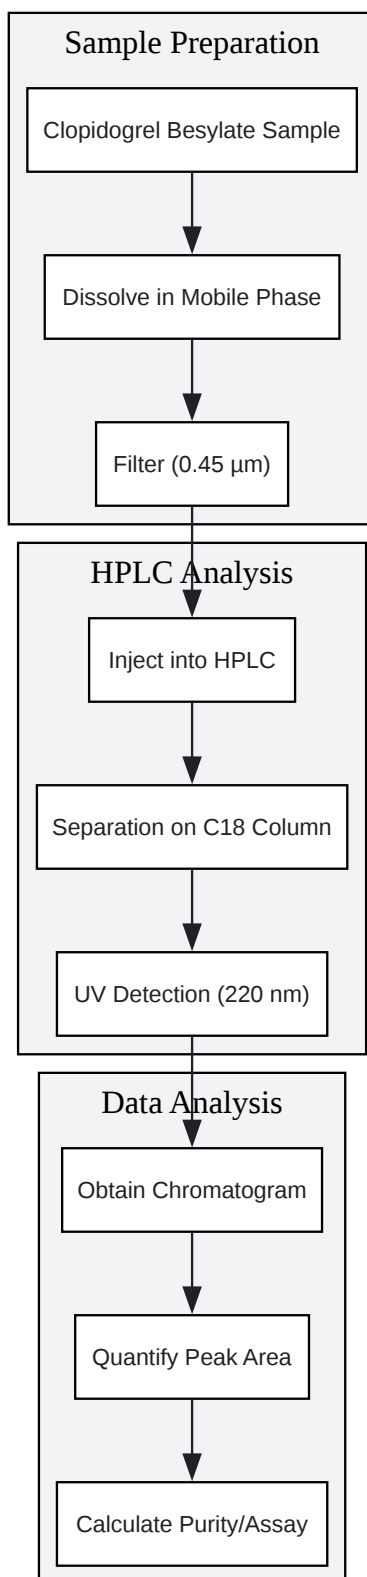 Sample Preparation
Clopidogrel Besylate Sample
Dissolve in Mobile Phase
Filter (0.45 µm)
HPLC Analysis
Inject into HPLC
Separation on C18 Column
UV Detection (220 nm)
Data Analysis
Obtain Chromatogram
Quantify Peak Area
Calculate Purity/Assay